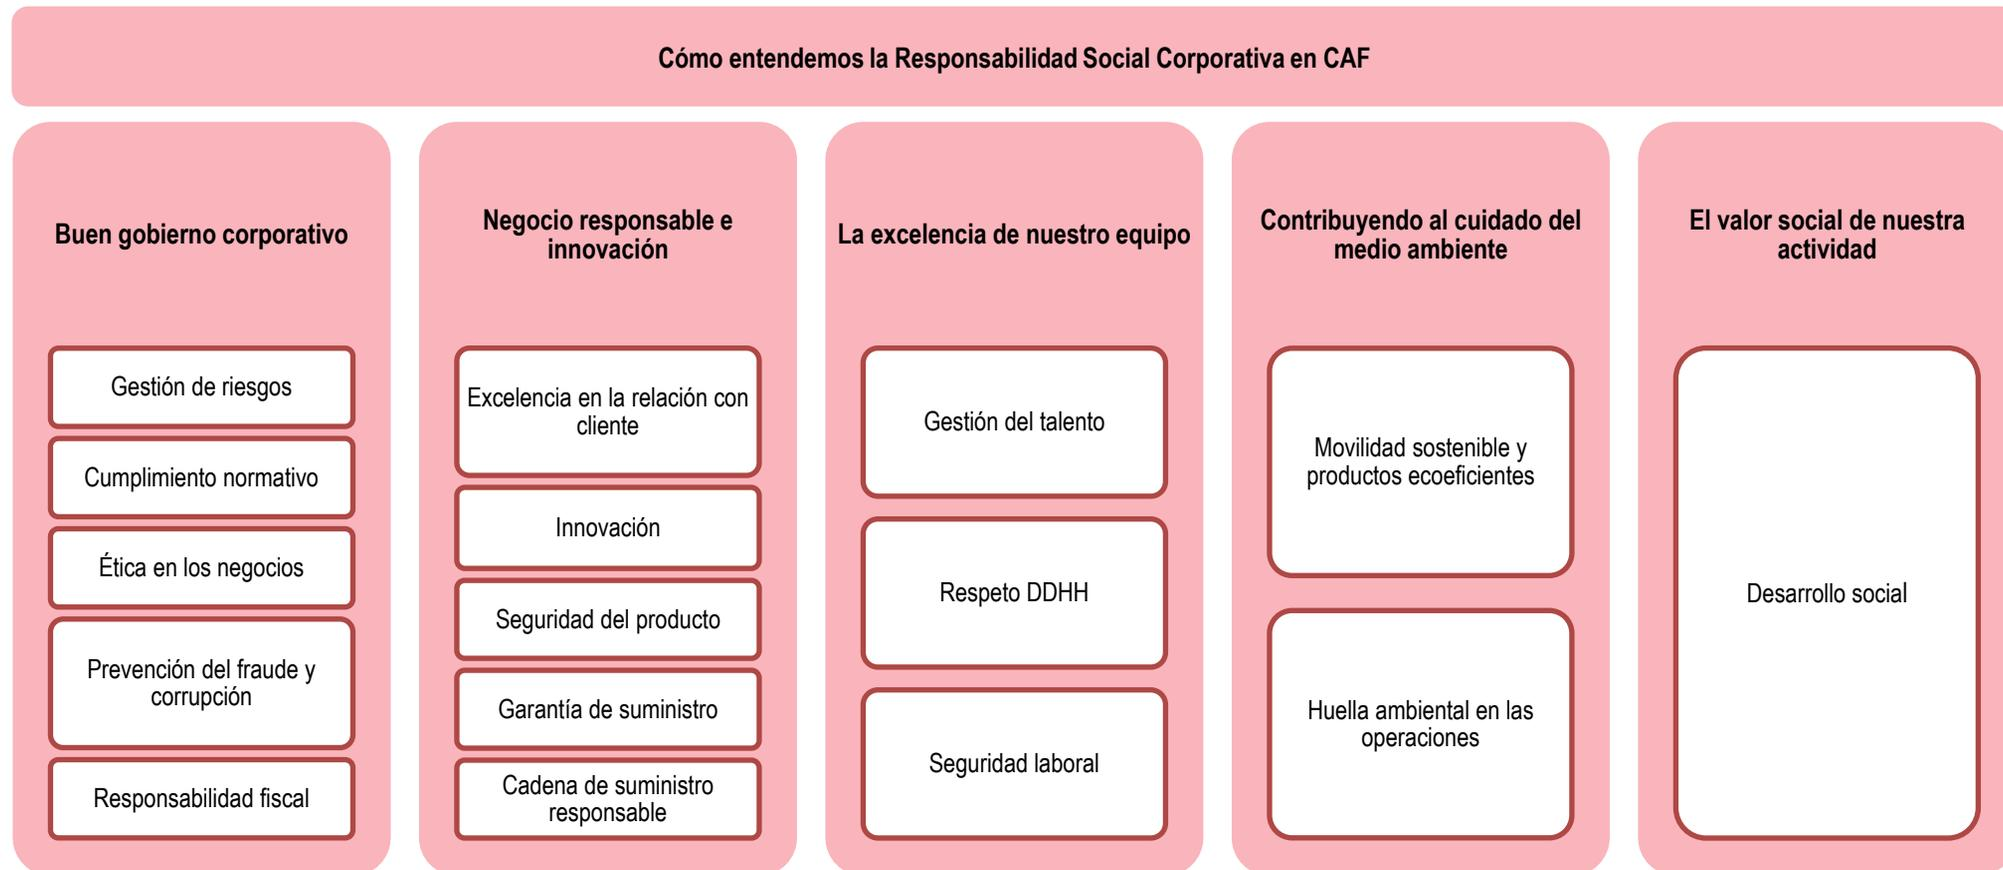 Cómo entendemos la Responsabilidad Social Corporativa en CAF
Buen gobierno corporativo
Gestión de riesgos
Cumplimiento normativo
Ética en los negocios
Prevención del fraude y
corrupción
Responsabilidad fiscal
Negocio responsable e
innovación
Excelencia en la relación con
cliente
Innovación
Seguridad del producto
Garantía de suministro
Cadena de suministro
responsable
La excelencia de nuestro equipo
Gestión del talento
Respeto DDHH
Seguridad laboral
Contribuyendo al cuidado del
medio ambiente
Movilidad sostenible y
productos ecoeficientes
Huella ambiental en las
operaciones
El valor social de nuestra
actividad
Desarrollo social